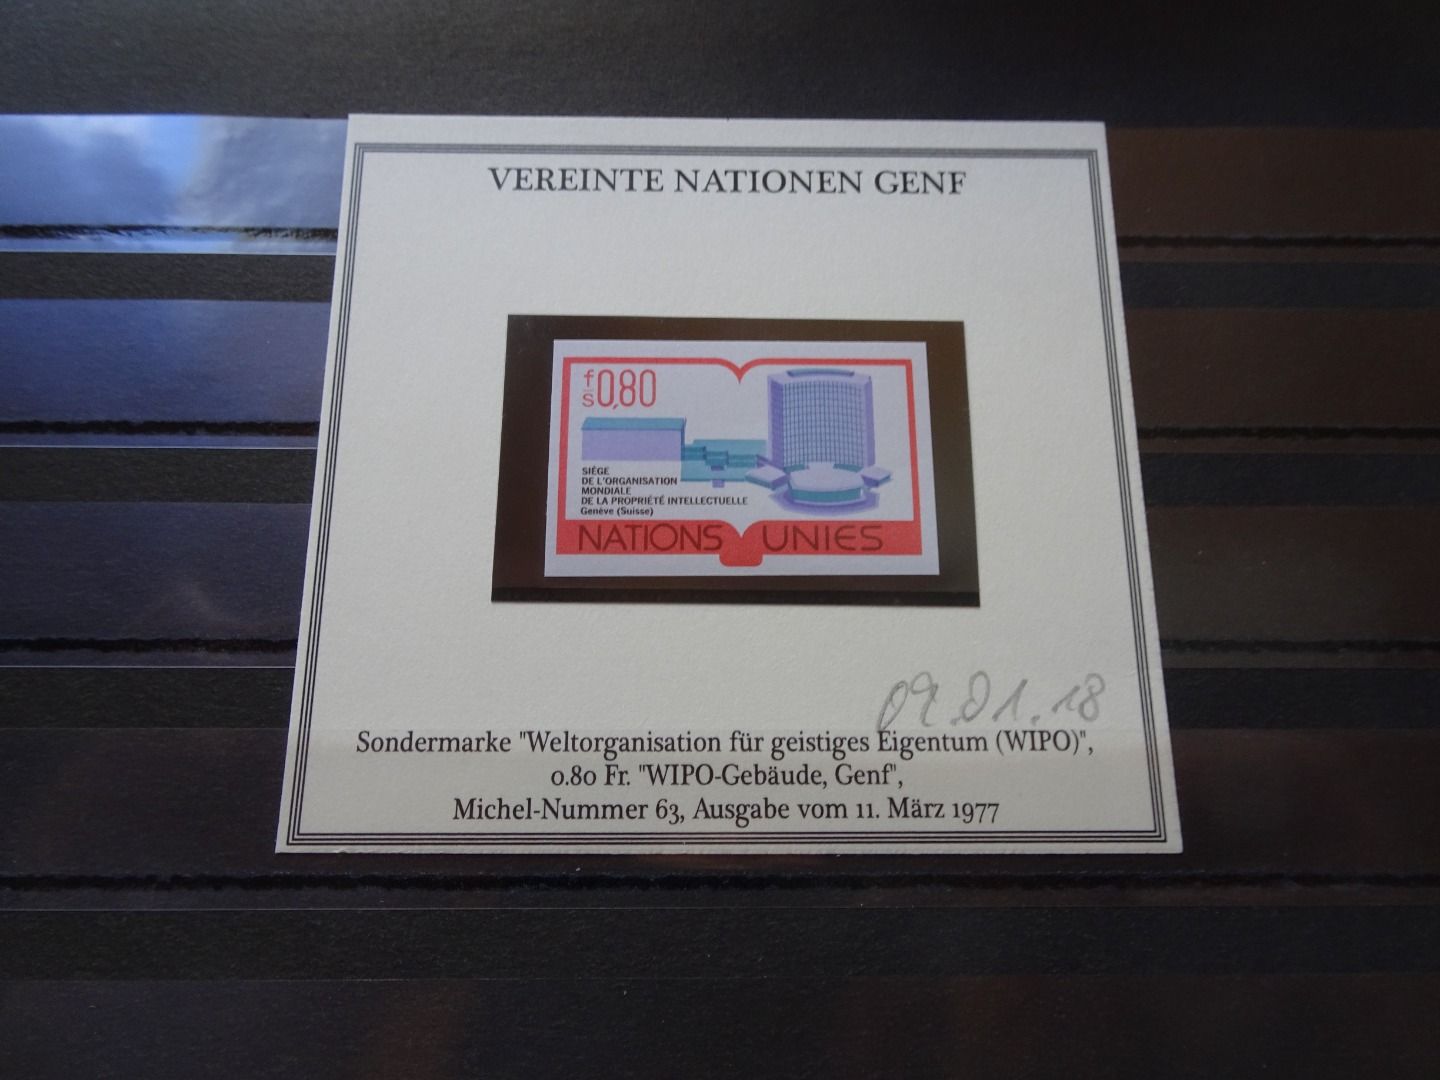 VEREINTE NATIONEN GENF
f/s 0,80
SIÈGE
DE L'ORGANISATION
MONDIALE
DE LA PROPRIÉTÉ INTELLECTUELLE
Genève (Suisse)
NATIONS UNIES
09.01.18
Sondermarke "Weltorganisation für geistiges Eigentum (WIPO)",
0.80 Fr. "WIPO-Gebäude, Genf",
Michel-Nummer 63, Ausgabe vom 11. März 1977